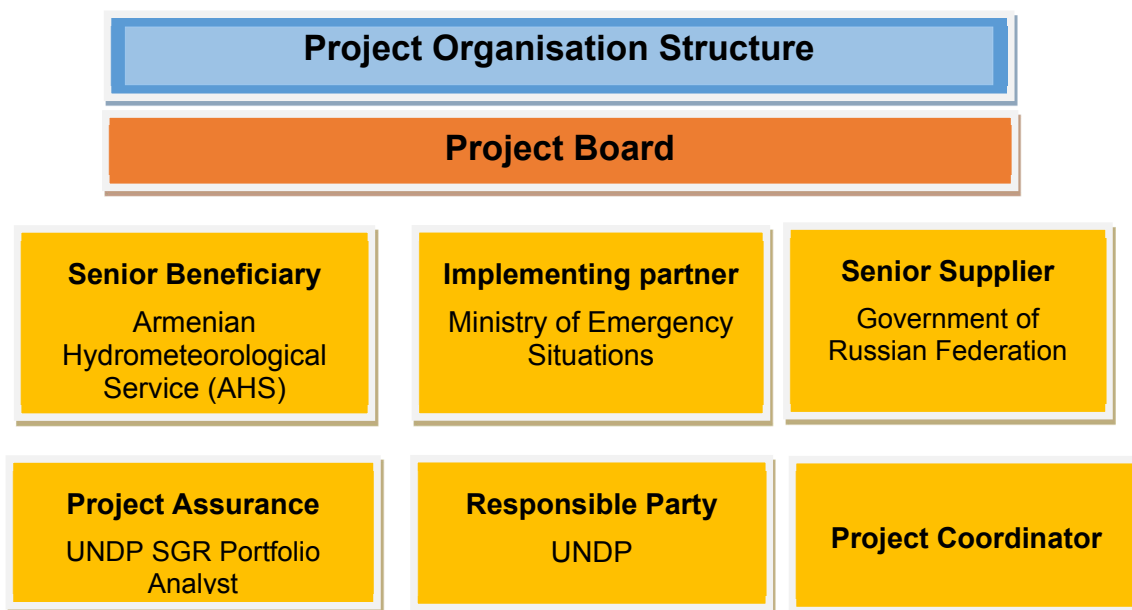 Project Organisation Structure
Project Board
Senior Beneficiary
Armenian
Hydrometeorological
Service (AHS)
Implementing partner
Ministry of Emergency
Situations
Senior Supplier
Government of
Russian Federation
Project Assurance
UNDP SGR Portfolio
Analyst
Responsible Party
UNDP
Project Coordinator